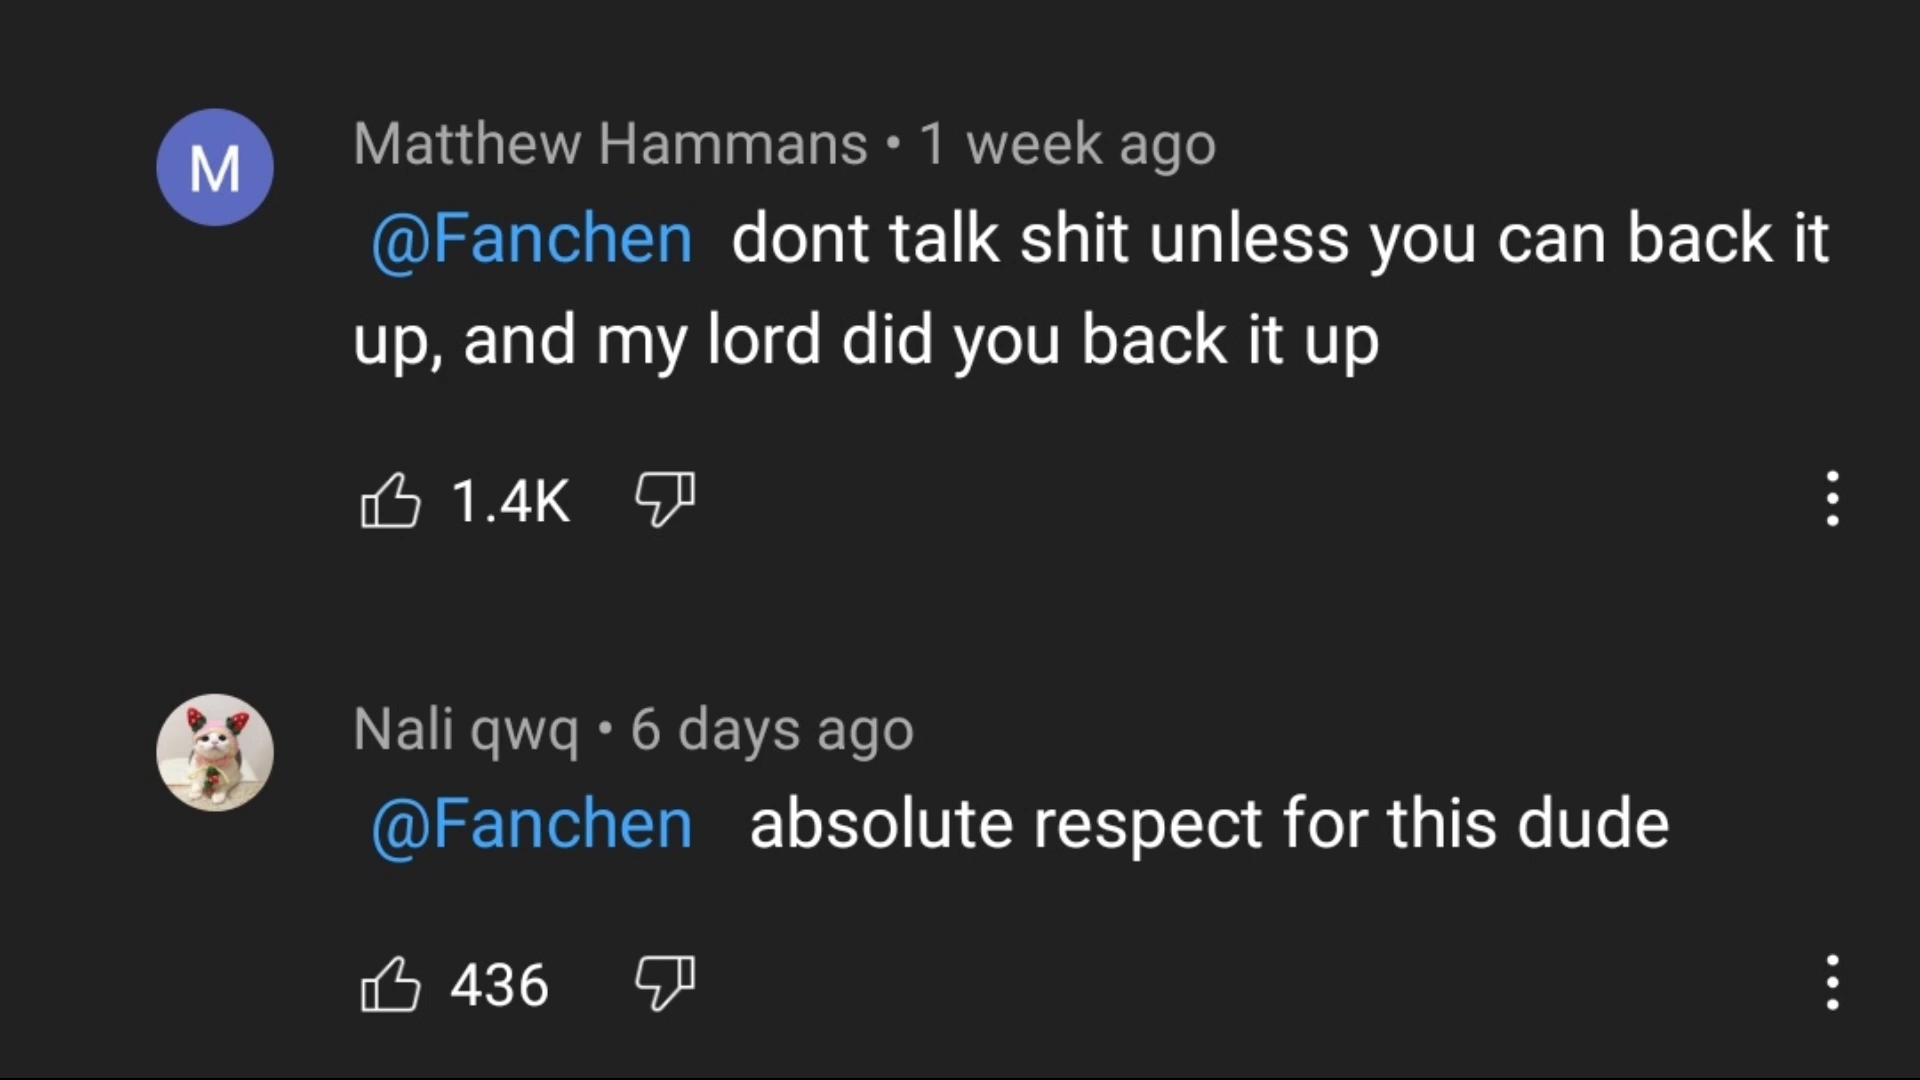 M
Matthew Hammans • 1 week ago
@Fanchen dont talk shit unless you can back it
up, and my lord did you back it up
1.4K
Nali qwq • 6 days ago
@Fanchen absolute respect for this dude
436